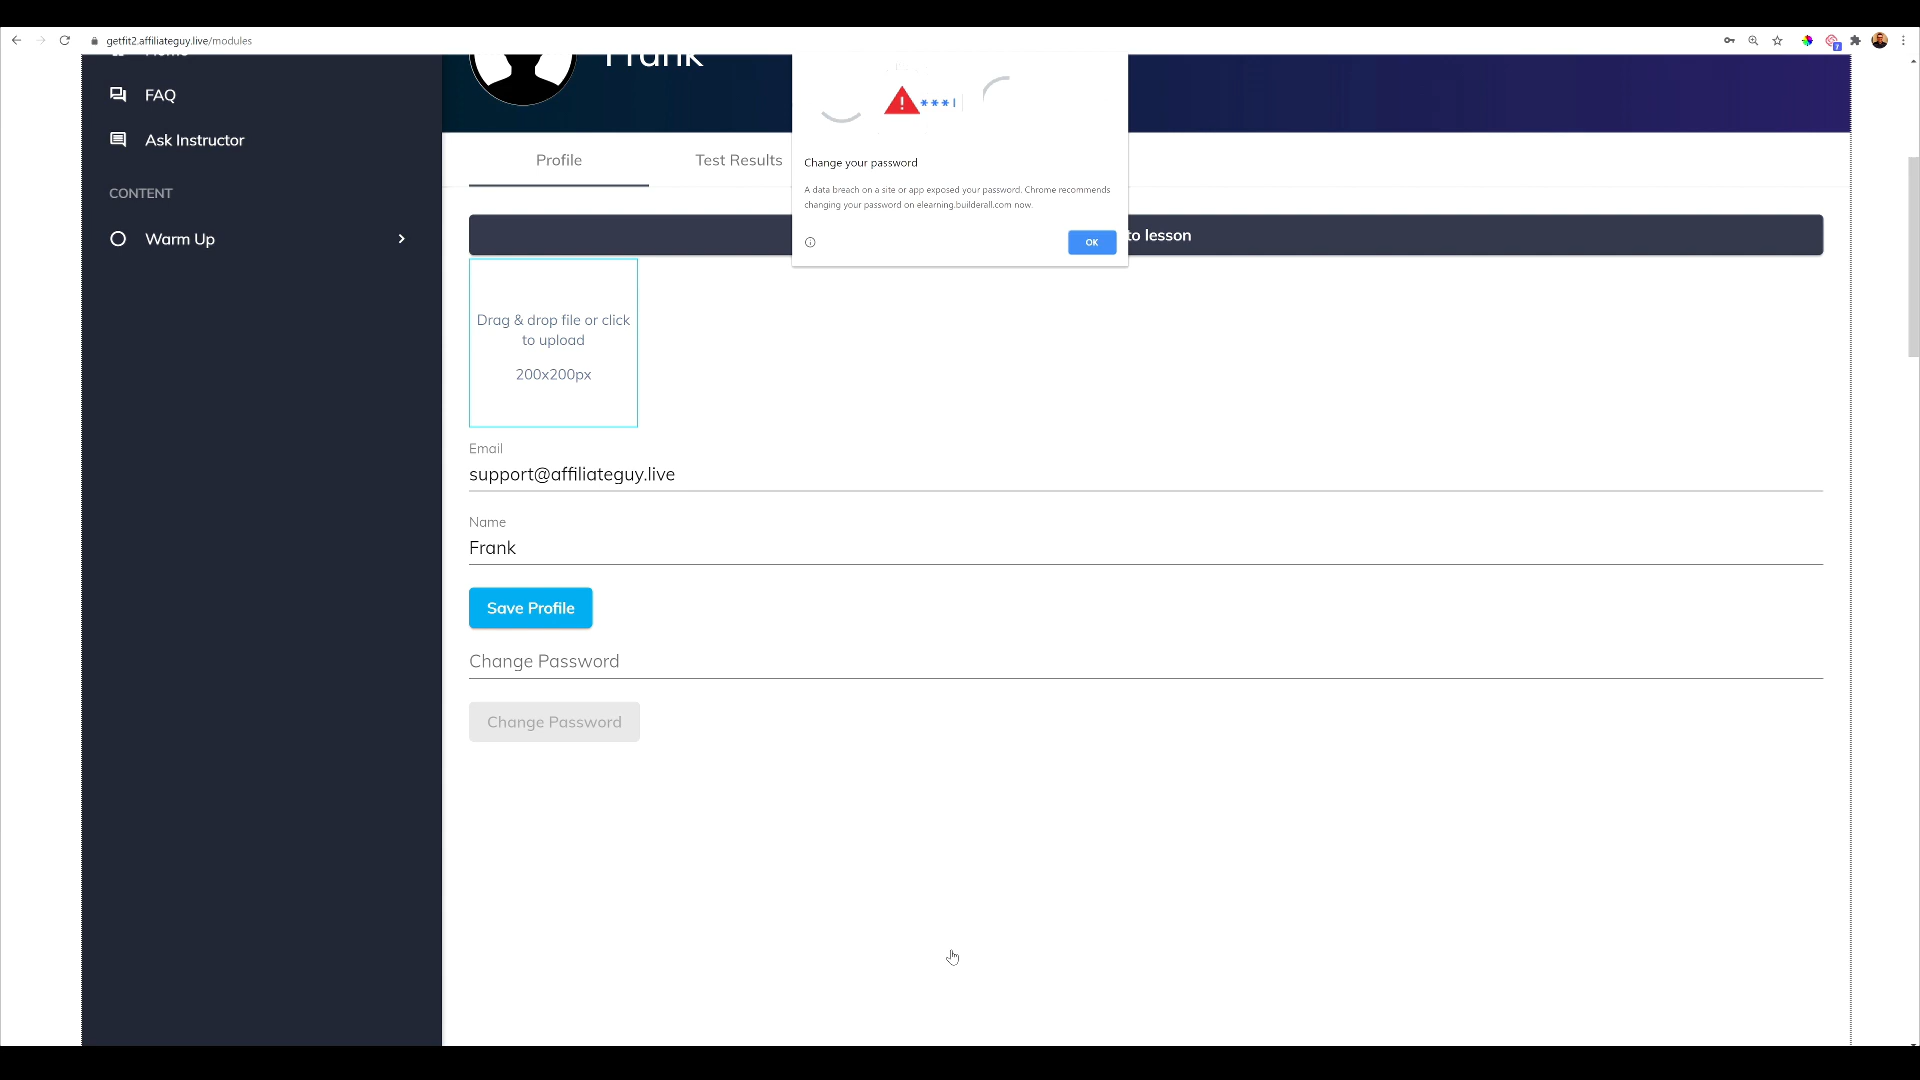 getfit2.affiliateguy.live/modules
7
Frank
FAQ
Ask Instructor
CONTENT
Warm Up
Profile
Test Results
***
Change your password
A data breach on a site or app exposed your password. Chrome recommends
changing your password on elearning.builderall.com now.
OK
to lesson
Drag & drop file or click
to upload
200x200px
Email
support@affiliateguy.live
Name
Frank
Save Profile
Change Password
Change Password